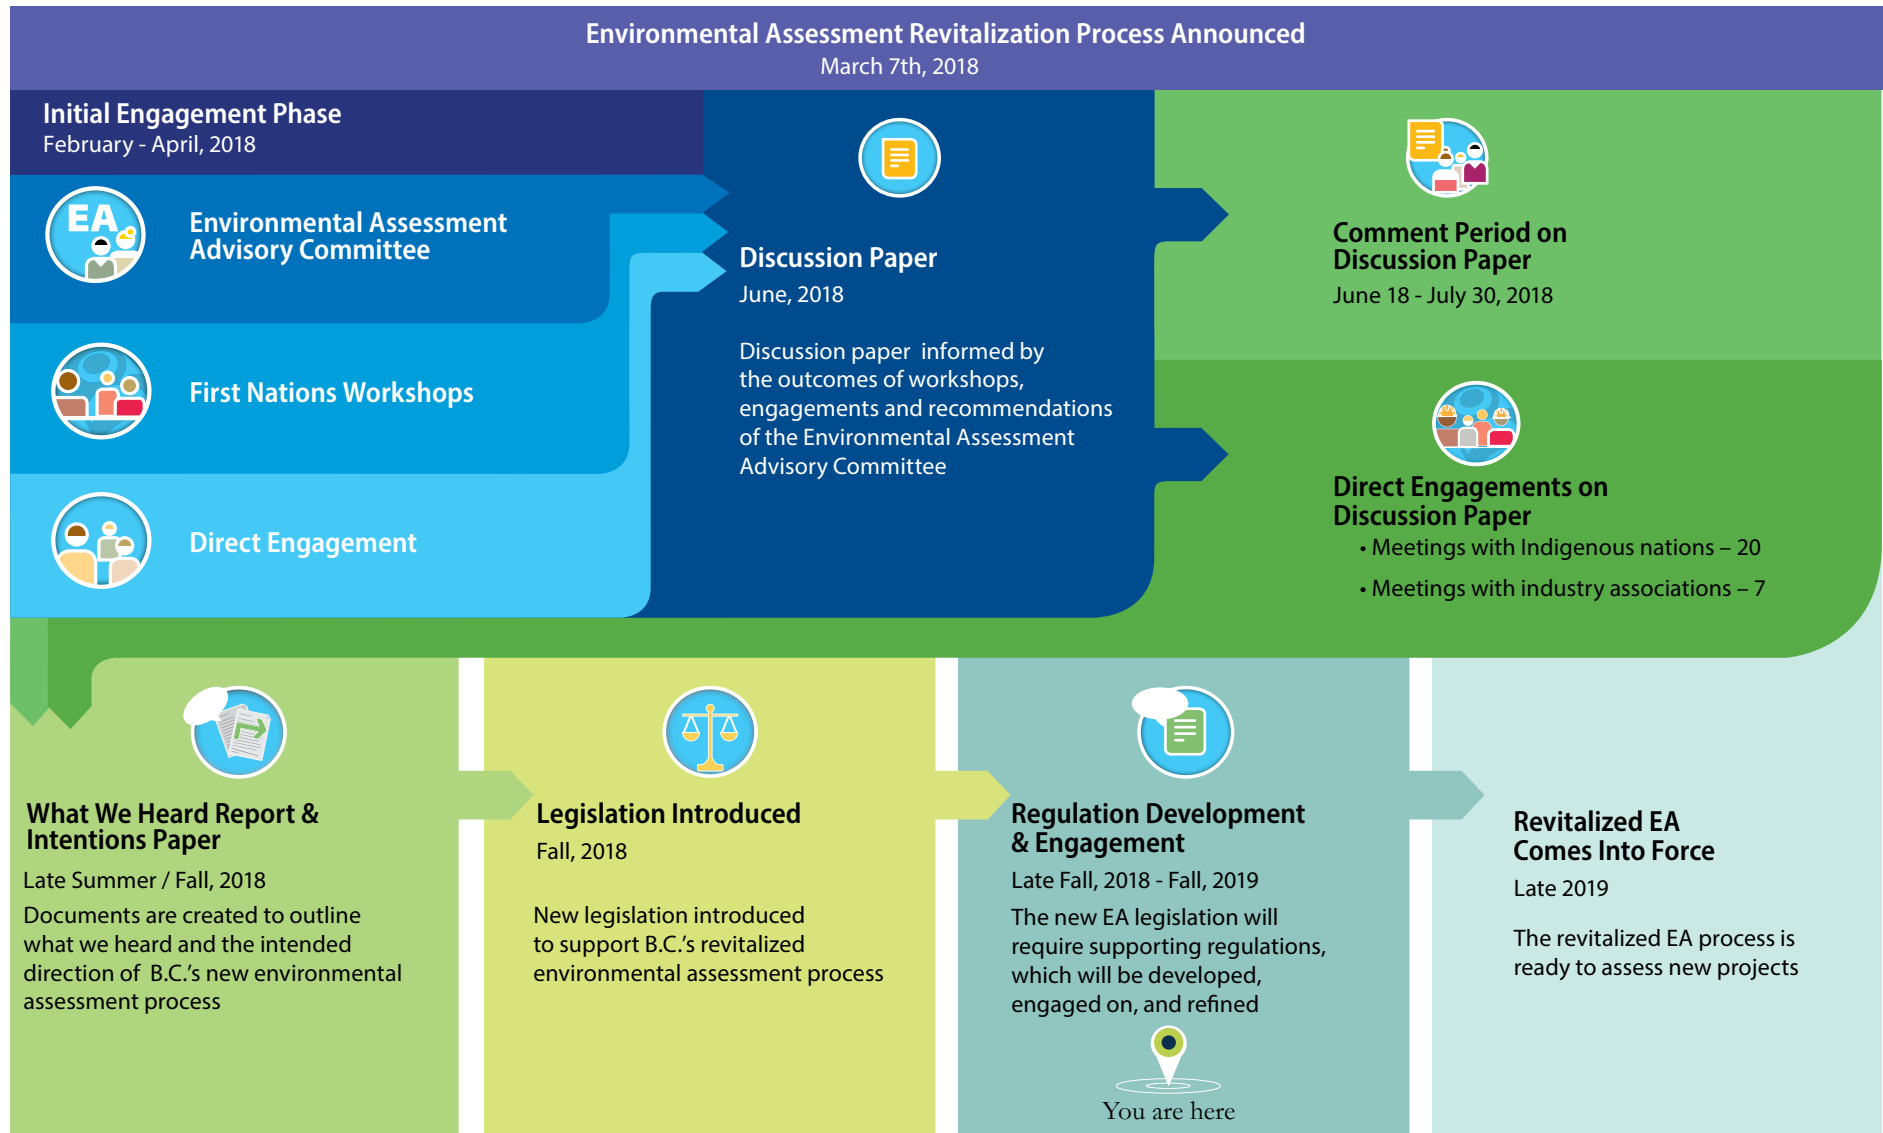 Environmental Assessment Revitalization Process Announced
March 7th, 2018
Initial Engagement Phase
February - April, 2018
EA
Environmental Assessment
Advisory Committee
First Nations Workshops
Direct Engagement
Discussion Paper
June, 2018
Discussion paper informed by
the outcomes of workshops,
engagements and recommendations
of the Environmental Assessment
Advisory Committee
Comment Period on
Discussion Paper
June 18 - July 30, 2018
Direct Engagements on
Discussion Paper
• Meetings with Indigenous nations – 20
• Meetings with industry associations – 7
What We Heard Report &
Intentions Paper
Late Summer / Fall, 2018
Documents are created to outline
what we heard and the intended
direction of B.C.'s new environmental
assessment process
Legislation Introduced
Fall, 2018
New legislation introduced
to support B.C.'s revitalized
environmental assessment process
Regulation Development
& Engagement
Late Fall, 2018 - Fall, 2019
The new EA legislation will
require supporting regulations,
which will be developed,
engaged on, and refined
You are here
Revitalized EA
Comes Into Force
Late 2019
The revitalized EA process is
ready to assess new projects